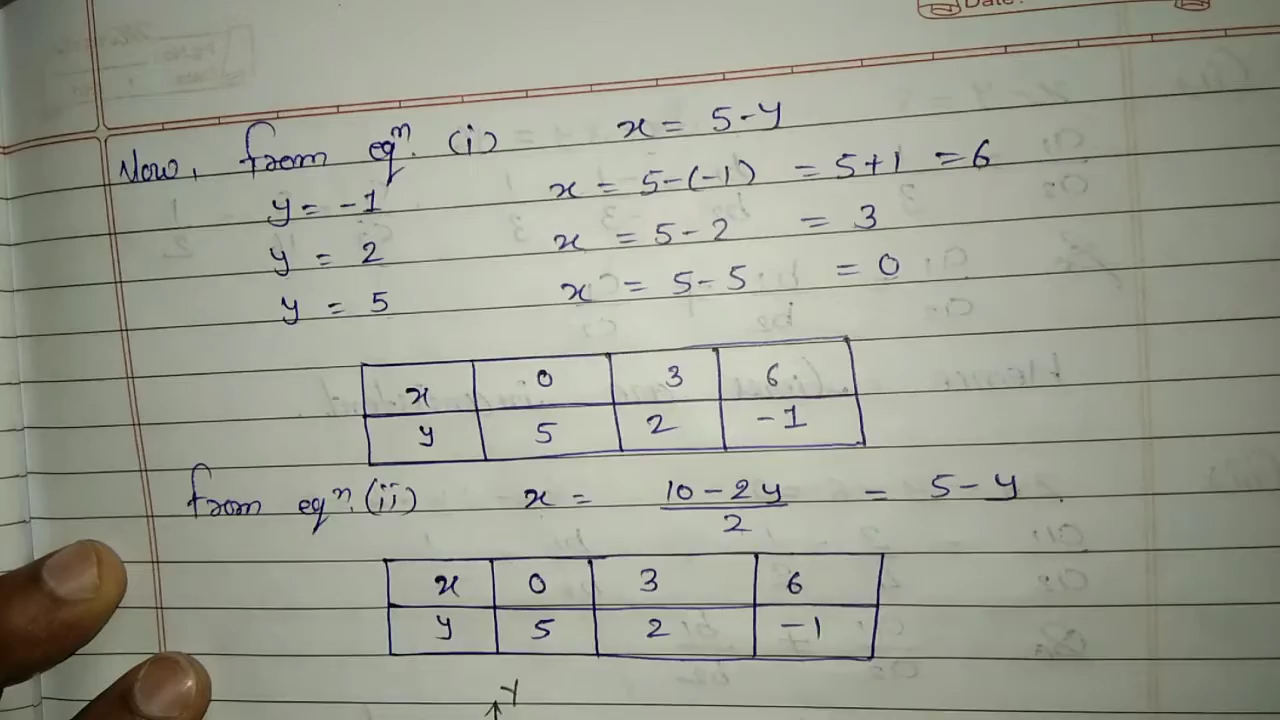 Date:
Now, from eqⁿ. (i) x = 5-y
y = -1 x = 5-(-1) = 5+1 = 6
y = 2 x = 5-2 = 3
y = 5 x = 5-5 = 0
x 0 3 6
y 5 2 -1
from eqⁿ. (ii) x = (10-2y)/2 = 5-y.
x 0 3 6
y 5 2 -1
Y